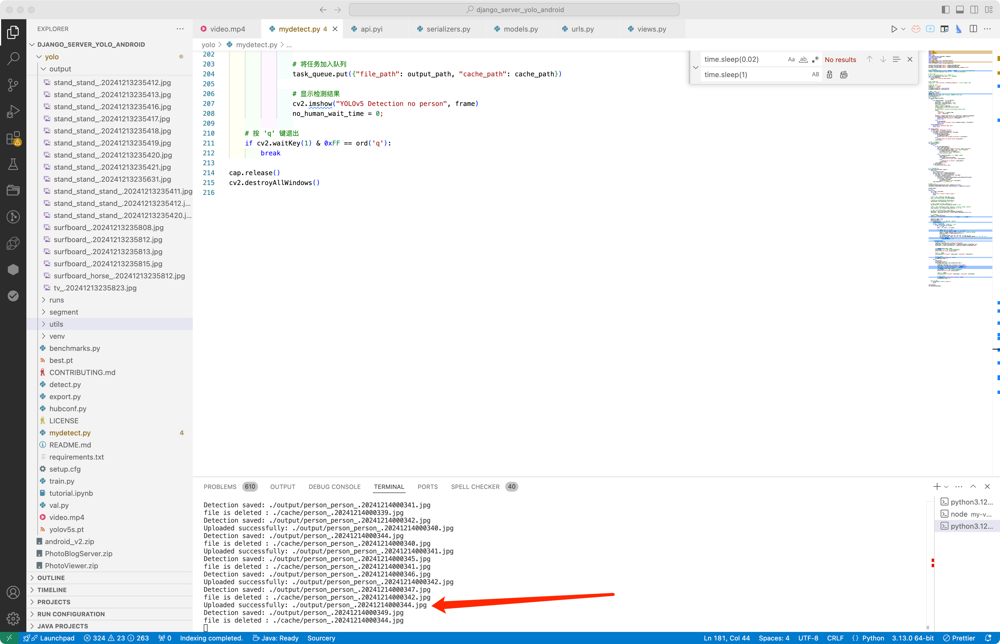 django_server_yolo_android
EXPLORER
video.mp4
mydetect.py 4
api.pyi
serializers.py
models.py
urls.py
views.py
DJANGO_SERVER_YOLO_ANDROID
yolo > mydetect.py > ...
yolo
output
stand_stand_.20241213235412.jpg
stand_stand_.20241213235413.jpg
stand_stand_.20241213235416.jpg
stand_stand_.20241213235417.jpg
stand_stand_.20241213235418.jpg
stand_stand_.20241213235419.jpg
stand_stand_.20241213235420.jpg
stand_stand_.20241213235421.jpg
stand_stand_.20241213235631.jpg
stand_stand_stand_.20241213235411.jpg
stand_stand_stand_.20241213235412.j...
stand_stand_stand_.20241213235420.j...
surfboard_.20241213235808.jpg
surfboard_.20241213235812.jpg
surfboard_.20241213235813.jpg
surfboard_.20241213235815.jpg
surfboard_horse_.20241213235812.jpg
tv_.20241213235823.jpg
runs
segment
utils
venv
benchmarks.py
best.pt
CONTRIBUTING.md
detect.py
export.py
hubconf.py
LICENSE
mydetect.py 4
README.md
requirements.txt
setup.cfg
train.py
tutorial.ipynb
val.py
video.mp4
yolov5s.pt
android_v2.zip
PhotoBlogServer.zip
PhotoViewer.zip
OUTLINE
TIMELINE
PROJECTS
RUN CONFIGURATION
JAVA PROJECTS
202
203 # 将任务加入队列
204 task_queue.put({"file_path": output_path, "cache_path": cache_path})
205
206 # 显示检测结果
207 cv2.imshow("YOLOv5 Detection no person", frame)
208 no_human_wait_time = 0;
209
210 # 按 'q' 键退出
211 if cv2.waitKey(1) & 0xFF == ord('q'):
212 break
213
214 cap.release()
215 cv2.destroyAllWindows()
216
time.sleep(0.02) Aa ab .* No results
time.sleep(1) AB
PROBLEMS 610 OUTPUT DEBUG CONSOLE TERMINAL PORTS SPELL CHECKER 40
Detection saved: ./output/person_person_.20241214000341.jpg
file is deleted : ./cache/person_.20241214000339.jpg
Detection saved: ./output/person_person_.20241214000342.jpg
Uploaded successfully: ./output/person_person_.20241214000340.jpg
Detection saved: ./output/person_.20241214000344.jpg
file is deleted : ./cache/person_person_.20241214000340.jpg
Uploaded successfully: ./output/person_person_.20241214000341.jpg
Detection saved: ./output/person_person_.20241214000345.jpg
file is deleted : ./cache/person_person_.20241214000341.jpg
Detection saved: ./output/person_person_.20241214000346.jpg
Uploaded successfully: ./output/person_person_.20241214000342.jpg
Detection saved: ./output/person_person_.20241214000347.jpg
file is deleted : ./cache/person_person_.20241214000342.jpg
Uploaded successfully: ./output/person_.20241214000344.jpg
Detection saved: ./output/person_.20241214000349.jpg
file is deleted : ./cache/person_.20241214000344.jpg
python3.12...
node my-v...
python3.12...
Launchpad 324 23 263 0 Indexing completed. Java: Ready Sourcery
Ln 181, Col 44 Spaces: 4 UTF-8 CRLF {} Python 3.13.0 64-bit Prettier